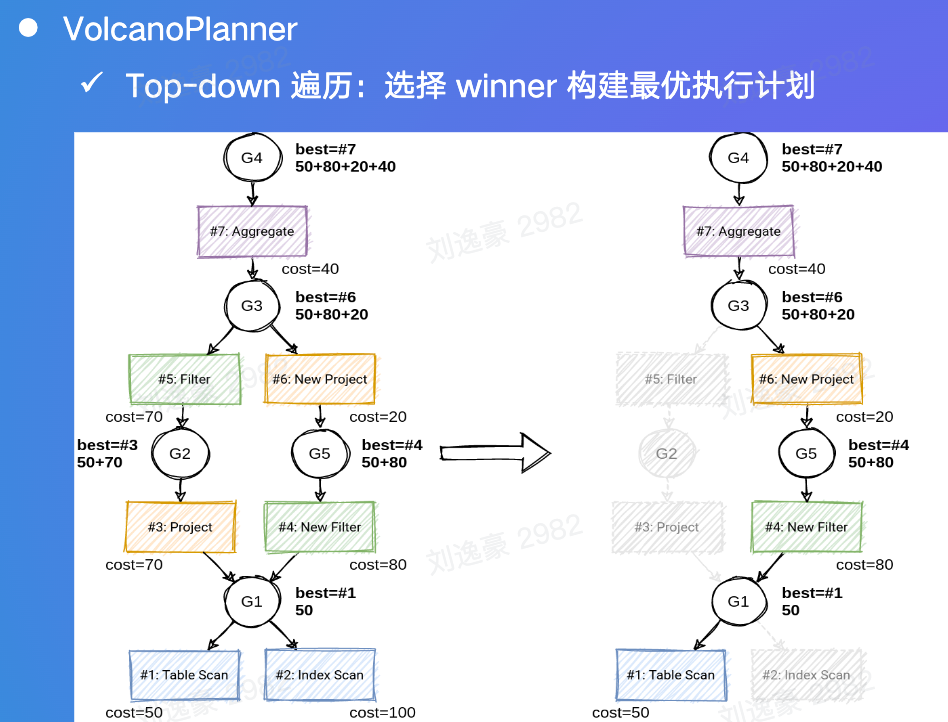 VolcanoPlanner
✓ Top-down 遍历：选择 winner 构建最优执行计划
G4
best=#7
50+80+20+40
#7: Aggregate
cost=40
G3
best=#6
50+80+20
#5: Filter
#6: New Project
cost=70
cost=20
best=#3
50+70
G2
G5
best=#4
50+80
#3: Project
#4: New Filter
cost=70
cost=80
G1
best=#1
50
#1: Table Scan
#2: Index Scan
cost=50
cost=100
G4
best=#7
50+80+20+40
#7: Aggregate
cost=40
G3
best=#6
50+80+20
#5: Filter
#6: New Project
cost=20
G2
G5
best=#4
50+80
#3: Project
#4: New Filter
cost=80
G1
best=#1
50
#1: Table Scan
#2: Index Scan
cost=50
刘逸豪 2982
刘逸豪 2982